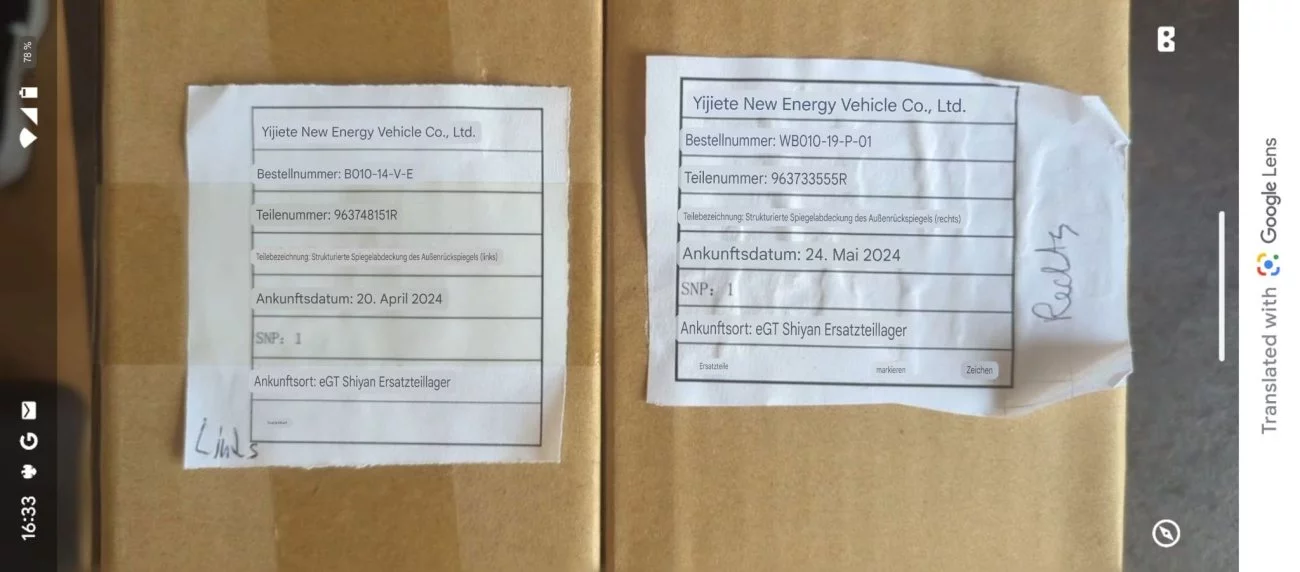 16:33
G
78 %
Yijiete New Energy Vehicle Co., Ltd.
Bestellnummer: B010-14-V-E
Teilenummer: 963748151R
Teilebezeichnung: Strukturierte Spiegelabdeckung des Außenrückspiegels (links)
Ankunftsdatum: 20. April 2024
SNP: 1
Ankunftsort: eGT Shiyan Ersatzteillager
Links
Yijiete New Energy Vehicle Co., Ltd.
Bestellnummer: WB010-19-P-01
Teilenummer: 963733555R
Teilebezeichnung: Strukturierte Spiegelabdeckung des Außenrückspiegels (rechts)
Ankunftsdatum: 24. Mai 2024
SNP: 1
Ankunftsort: eGT Shiyan Ersatzteillager
Ersatzteile markieren Zeichen
Rechts
Translated with Google Lens